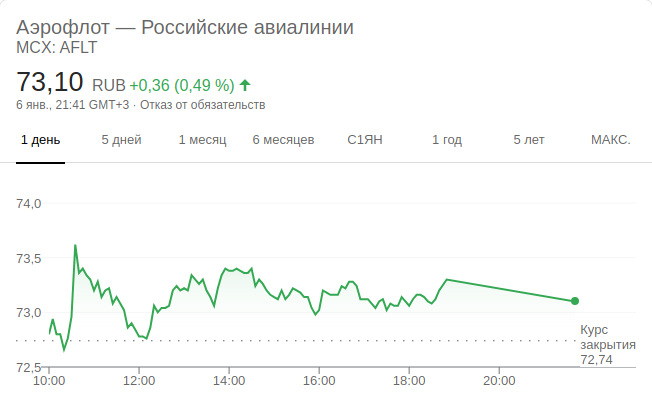 Аэрофлот — Российские авиалинии
MCX: AFLT
73,10 RUB +0,36 (0,49 %)
6 янв., 21:41 GMT+3 · Отказ от обязательств
1 день 5 дней 1 месяц 6 месяцев С1ЯН 1 год 5 лет МАКС.
74,0
73,5
73,0
Курс
закрытия
72,74
72,5
10:00 12:00 14:00 16:00 18:00 20:00